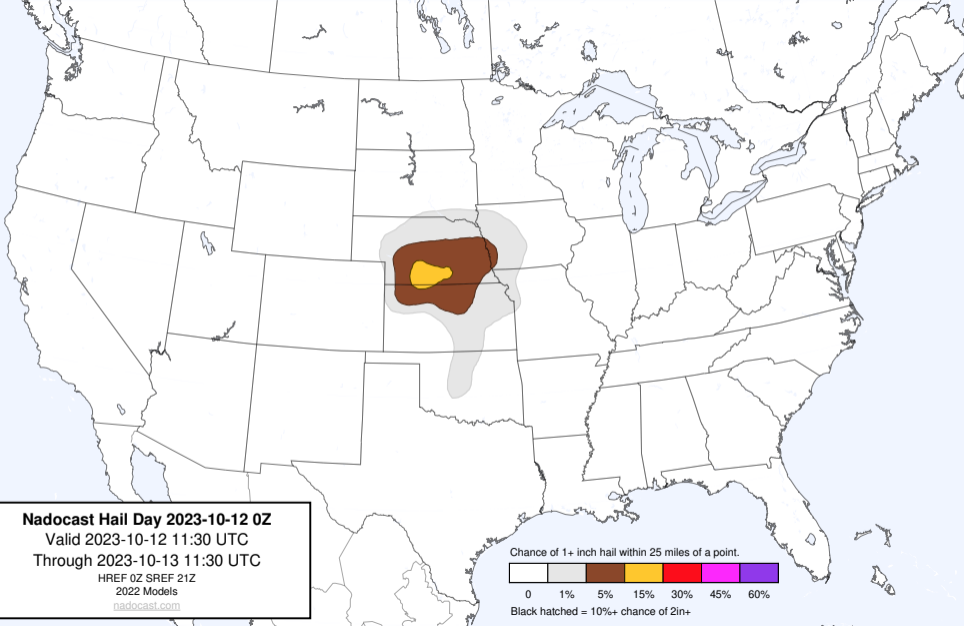 Nadocast Hail Day 2023-10-12 0Z
Valid 2023-10-12 11:30 UTC
Through 2023-10-13 11:30 UTC
HREF 0Z SREF 21Z
2022 Models
nadocast.com
Chance of 1+ inch hail within 25 miles of a point.
0 1% 5% 15% 30% 45% 60%
Black hatched = 10%+ chance of 2in+